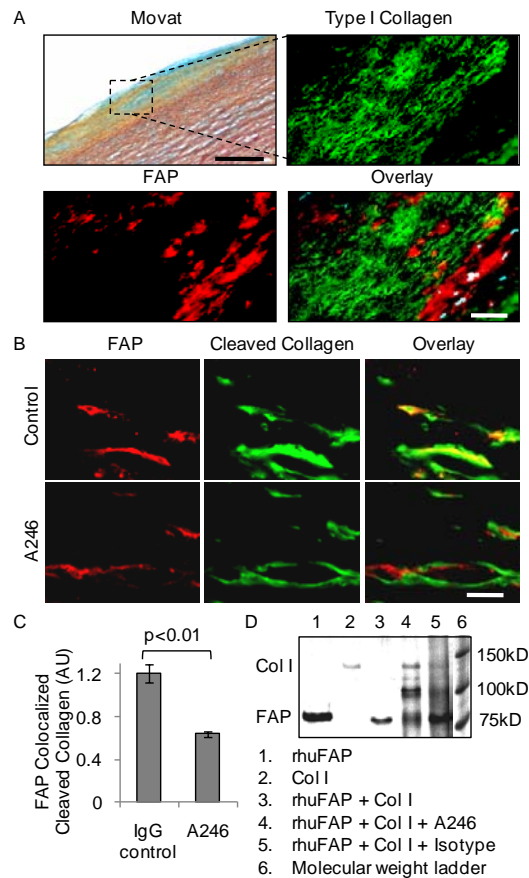 A
Movat
Type I Collagen
FAP
Overlay
B
FAP
Cleaved Collagen
Overlay
Control
A246
C
p<0.01
FAP Colocalized
Cleaved Collagen (AU)
1.2
0.8
0.4
0
IgG
control
A246
D
1 2 3 4 5 6
Col I
FAP
150kD
100kD
75kD
1. rhuFAP
2. Col I
3. rhuFAP + Col I
4. rhuFAP + Col I + A246
5. rhuFAP + Col I + Isotype
6. Molecular weight ladder